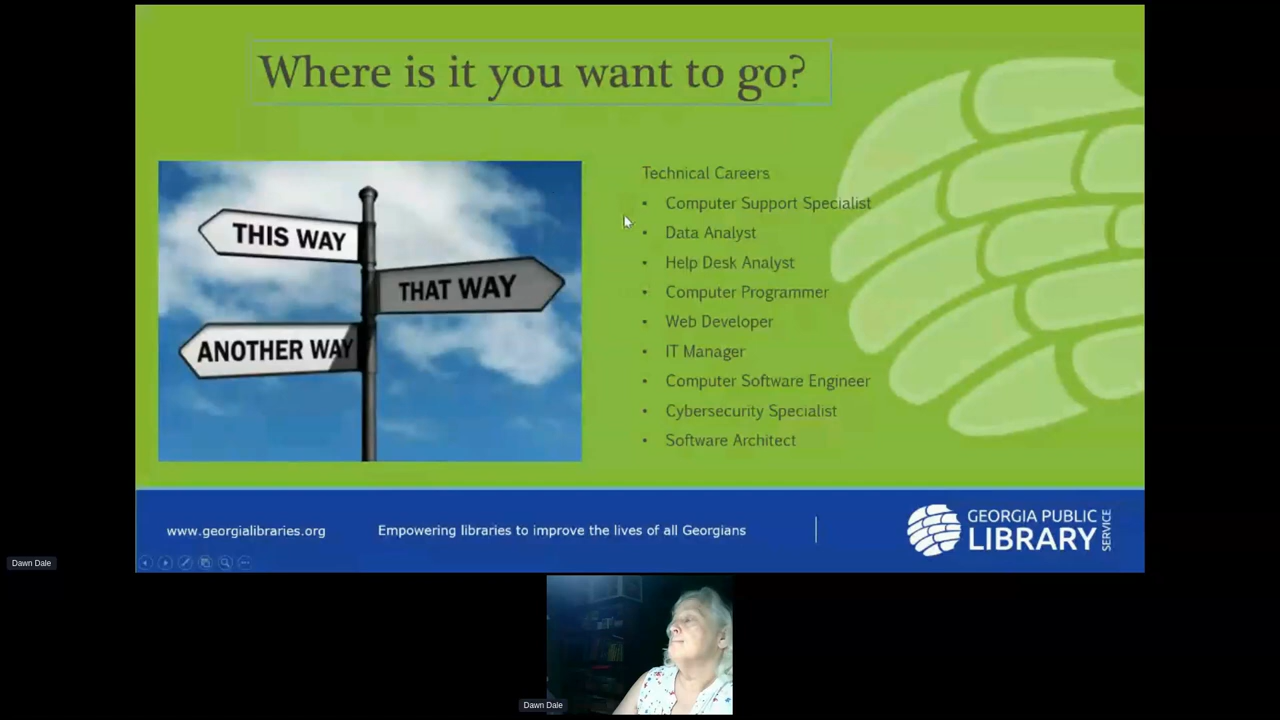 Where is it you want to go?
THIS WAY
THAT WAY
ANOTHER WAY
Technical Careers
• Computer Support Specialist
• Data Analyst
• Help Desk Analyst
• Computer Programmer
• Web Developer
• IT Manager
• Computer Software Engineer
• Cybersecurity Specialist
• Software Architect
www.georgialibraries.org
Empowering libraries to improve the lives of all Georgians
GEORGIA PUBLIC
LIBRARY
SERVICE
Dawn Dale
Dawn Dale